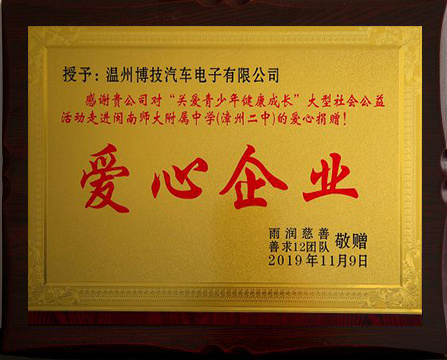 授予：温州博技汽车电子有限公司
感谢贵公司对“关爱青少年健康成长”大型社会公益
活动走进闽南师大附属中学(漳州二中)的爱心捐赠！
爱心企业
雨润慈善
善求12团队 敬赠
2019年11月9日